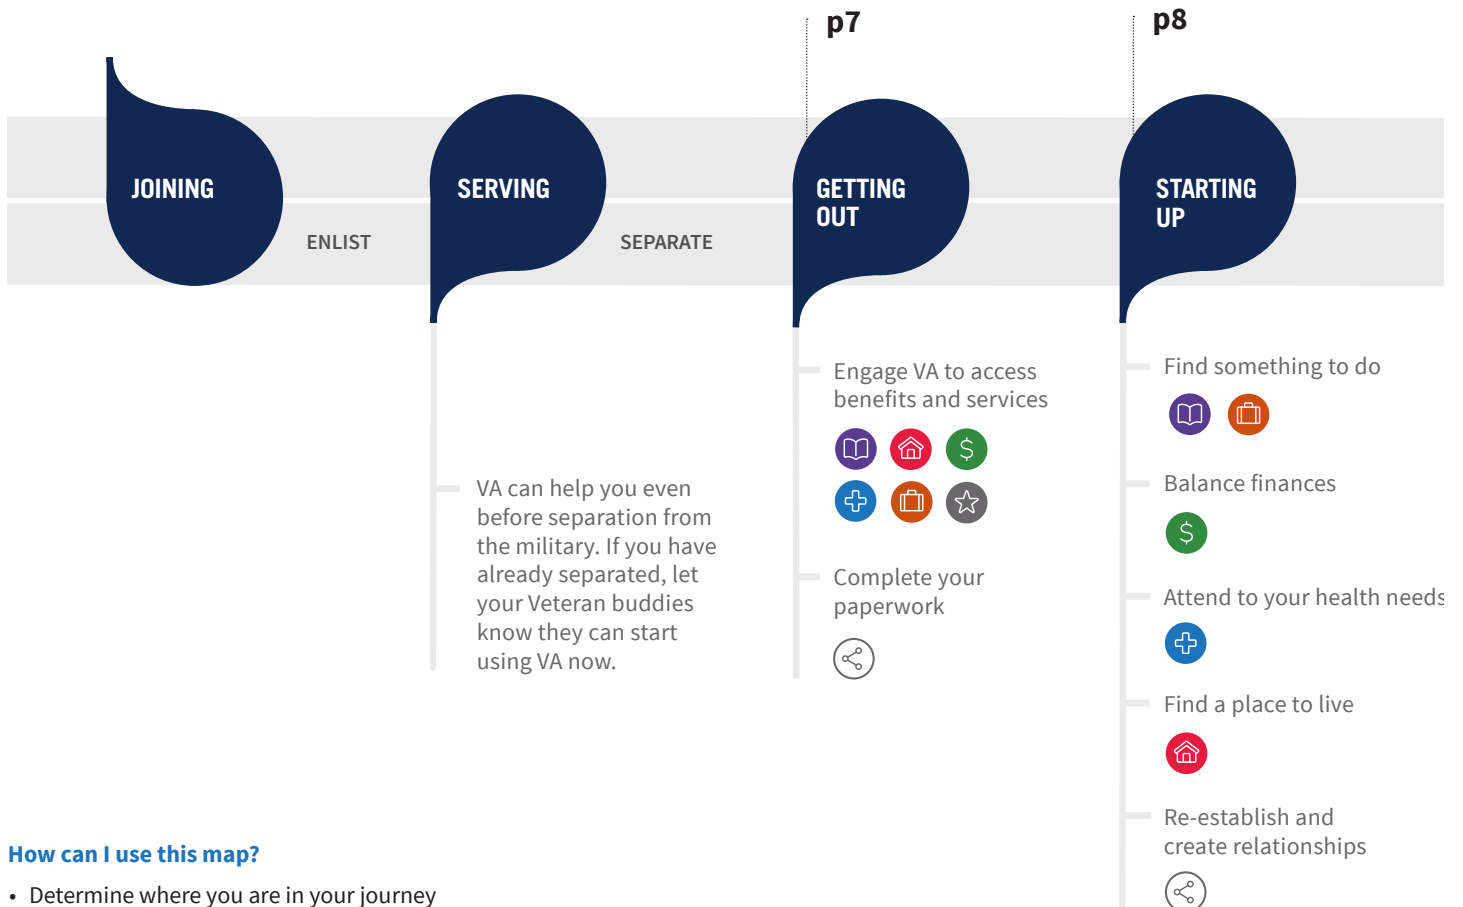 p7
p8
JOINING
ENLIST
SERVING
SEPARATE
GETTING
OUT
STARTING
UP
VA can help you even
before separation from
the military. If you have
already separated, let
your Veteran buddies
know they can start
using VA now.
Engage VA to access
benefits and services
Complete your
paperwork
Find something to do
Balance finances
Attend to your health needs
Find a place to live
Re-establish and
create relationships
How can I use this map?
• Determine where you are in your journey